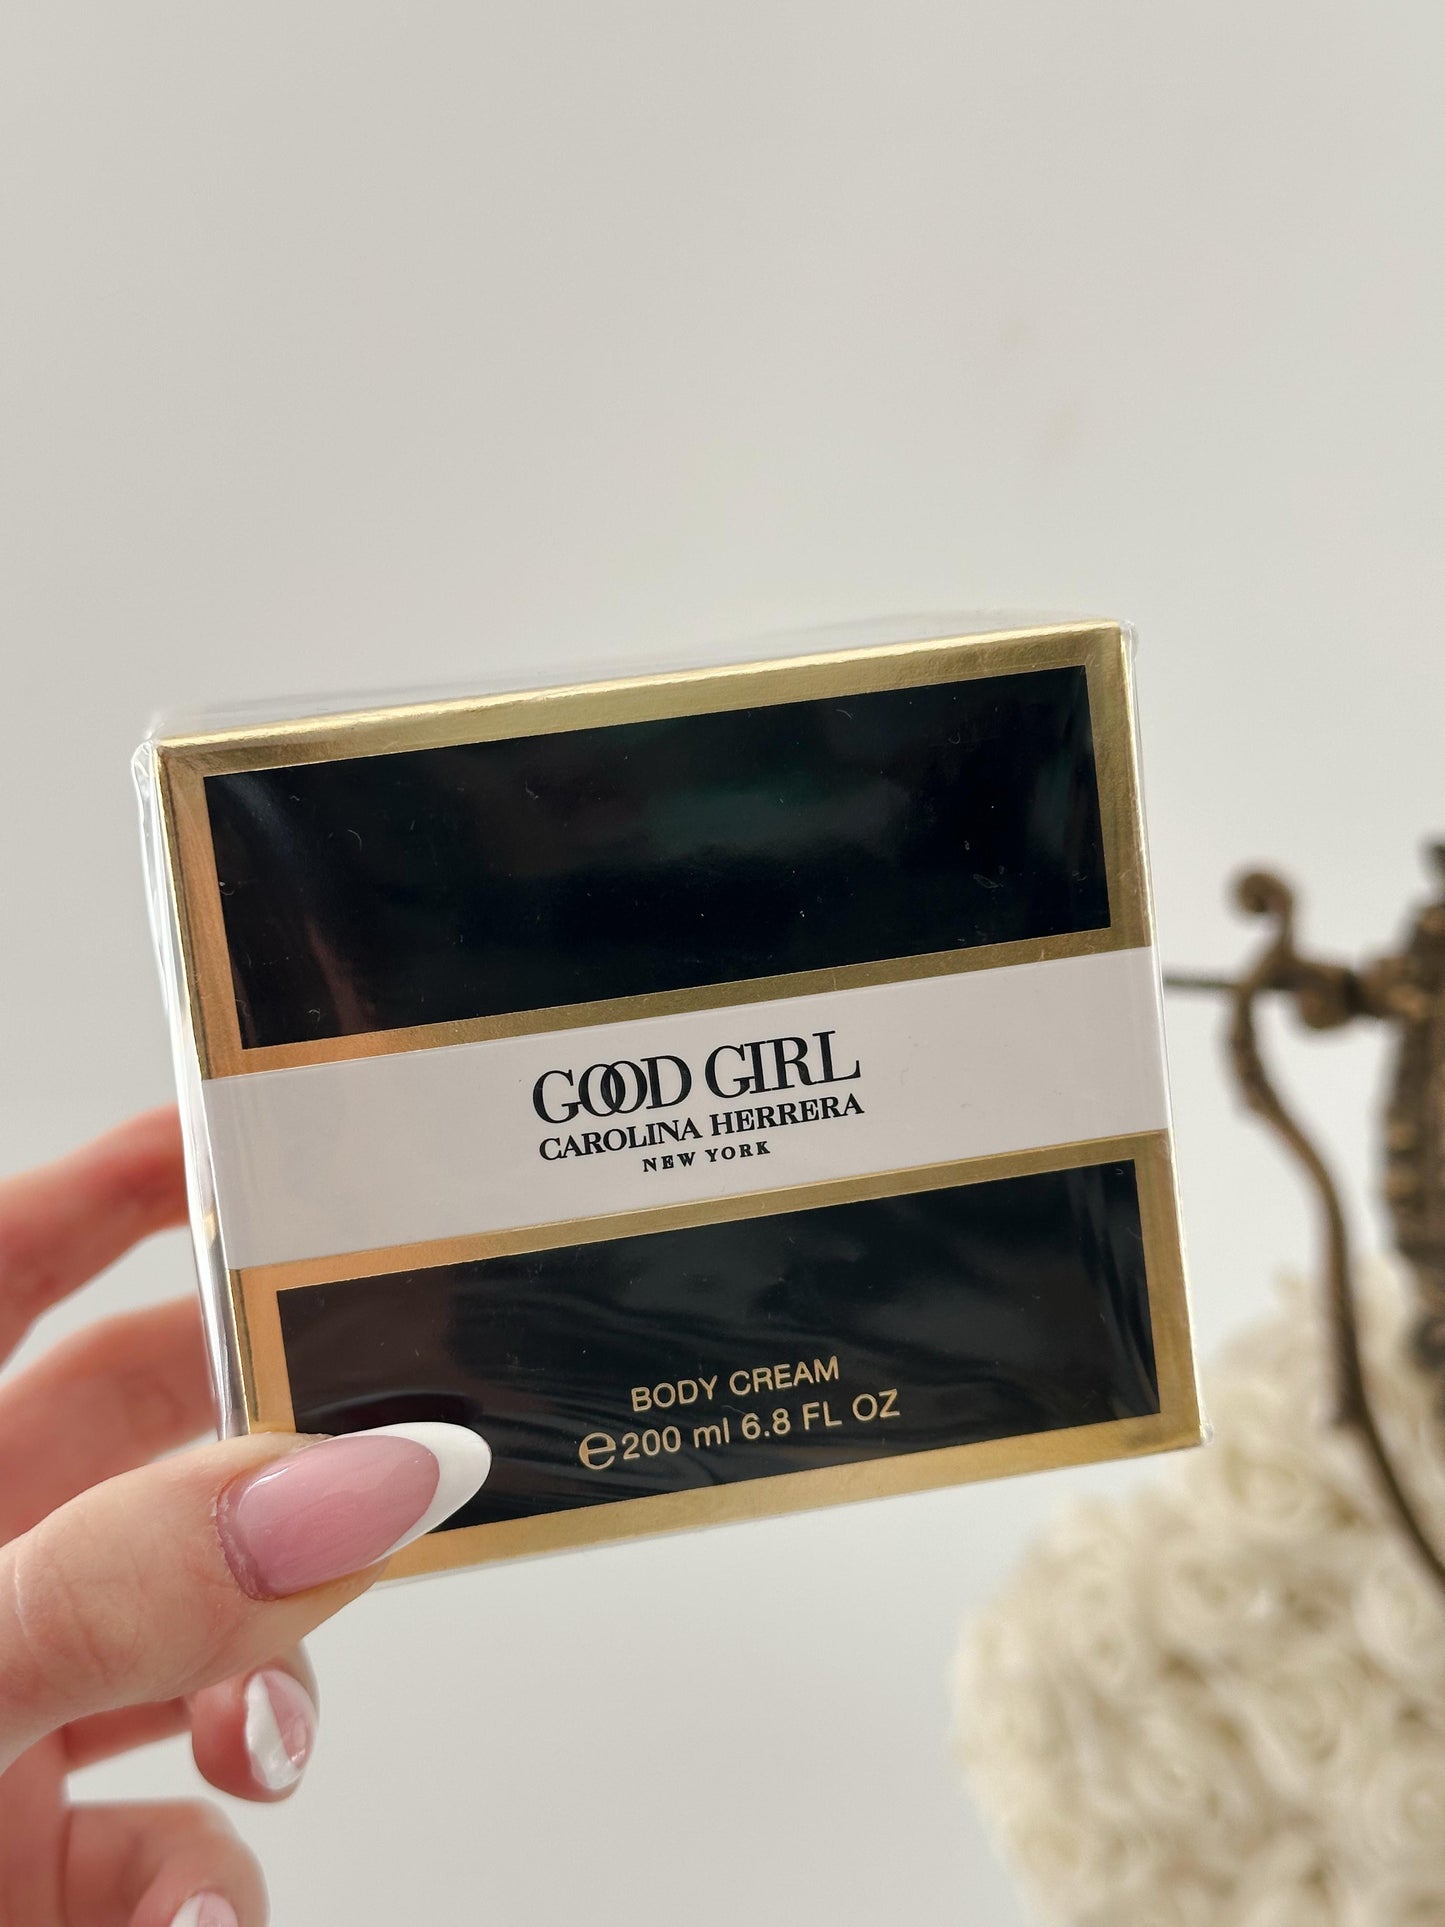 GOOD GIRL
CAROLINA HERRERA
NEW YORK
BODY CREAM
℮200 ml 6.8 FL OZ